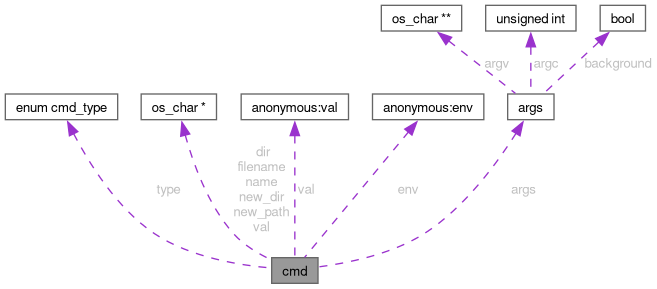 os_char **
unsigned int
bool
argv
argc
background
enum cmd_type
os_char *
anonymous:val
anonymous:env
args
dir
filename
name
new_dir
new_path
val
type
val
env
args
cmd